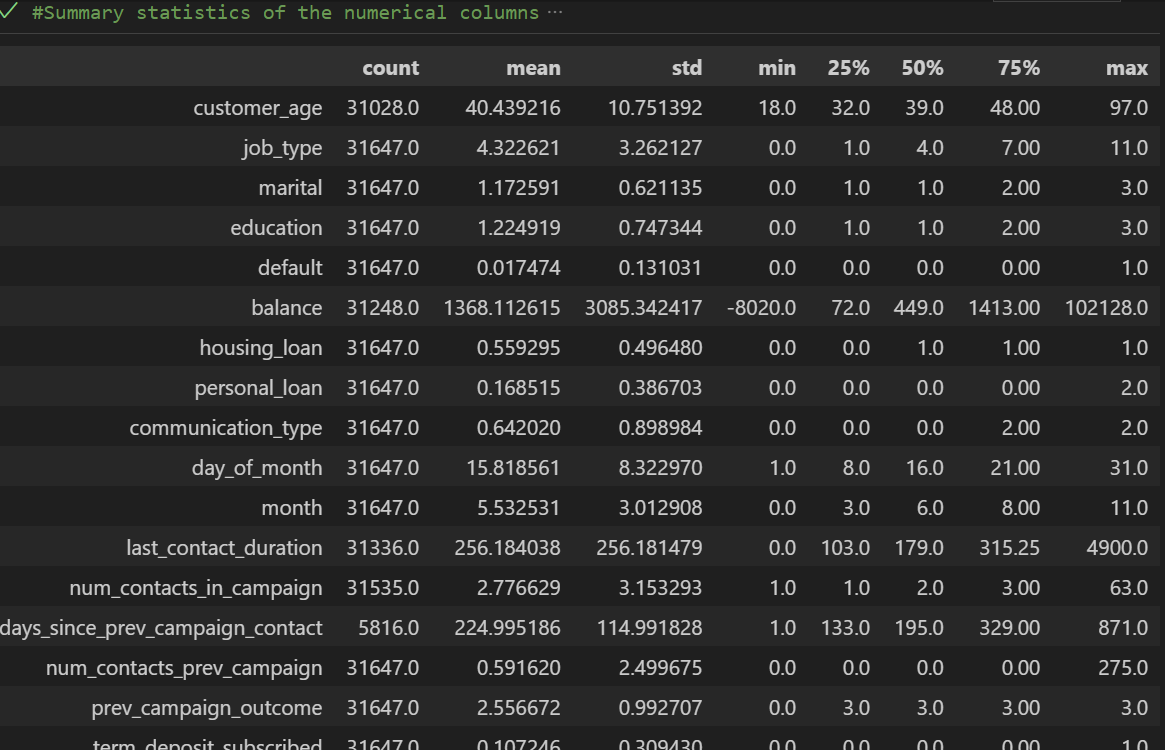 #Summary statistics of the numerical columns ...
count mean std min 25% 50% 75% max
customer_age 31028.0 40.439216 10.751392 18.0 32.0 39.0 48.00 97.0
job_type 31647.0 4.322621 3.262127 0.0 1.0 4.0 7.00 11.0
marital 31647.0 1.172591 0.621135 0.0 1.0 1.0 2.00 3.0
education 31647.0 1.224919 0.747344 0.0 1.0 1.0 2.00 3.0
default 31647.0 0.017474 0.131031 0.0 0.0 0.0 0.00 1.0
balance 31248.0 1368.112615 3085.342417 -8020.0 72.0 449.0 1413.00 102128.0
housing_loan 31647.0 0.559295 0.496480 0.0 0.0 1.0 1.00 1.0
personal_loan 31647.0 0.168515 0.386703 0.0 0.0 0.0 0.00 2.0
communication_type 31647.0 0.642020 0.898984 0.0 0.0 0.0 2.00 2.0
day_of_month 31647.0 15.818561 8.322970 1.0 8.0 16.0 21.00 31.0
month 31647.0 5.532531 3.012908 0.0 3.0 6.0 8.00 11.0
last_contact_duration 31336.0 256.184038 256.181479 0.0 103.0 179.0 315.25 4900.0
num_contacts_in_campaign 31535.0 2.776629 3.153293 1.0 1.0 2.0 3.00 63.0
days_since_prev_campaign_contact 5816.0 224.995186 114.991828 1.0 133.0 195.0 329.00 871.0
num_contacts_prev_campaign 31647.0 0.591620 2.499675 0.0 0.0 0.0 0.00 275.0
prev_campaign_outcome 31647.0 2.556672 0.992707 0.0 3.0 3.0 3.00 3.0
term_deposit_subscribed 31647.0 0.107246 0.309430 0.0 0.0 0.0 0.00 1.0